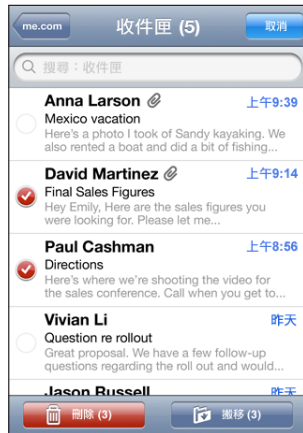 me.com 收件匣 (5) 取消
搜尋：收件匣
Anna Larson 上午9:39
Mexico vacation
Here's a photo I took of Sandy kayaking. We
also rented a boat and did a bit of fishing...
David Martinez 上午9:14
Final Sales Figures
Hey Emily, Here are the sales figures you
were looking for. Please let me...
Paul Cashman 上午8:56
Directions
Here's where we're shooting the video for
the sales conference. Call when you get to...
Vivian Li 昨天
Question re rollout
Great proposal. We have a few follow-up
questions regarding the roll out and would...
Jason Russell 昨天
刪除 (3) 搬移 (3)